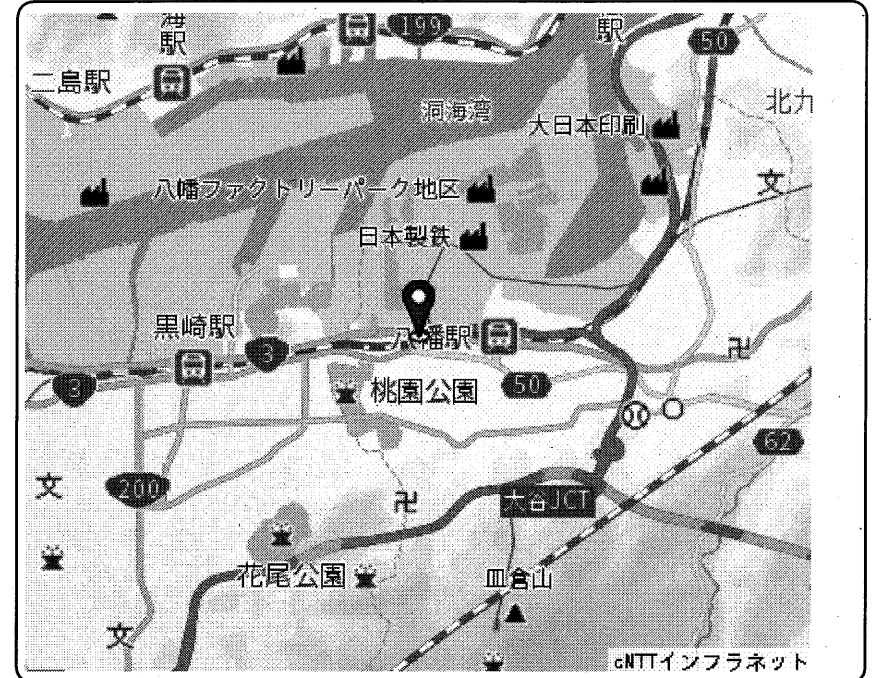 海駅
199
駅
50
二島駅
北九
洞海湾
大日本印刷
文
八幡ファクトリーパーク地区
日本製鉄
黒崎駅
八幡駅
3
3
50
桃園公園
62
文
200
大谷JCT
花尾公園
皿倉山
文
cNTTインフラネット